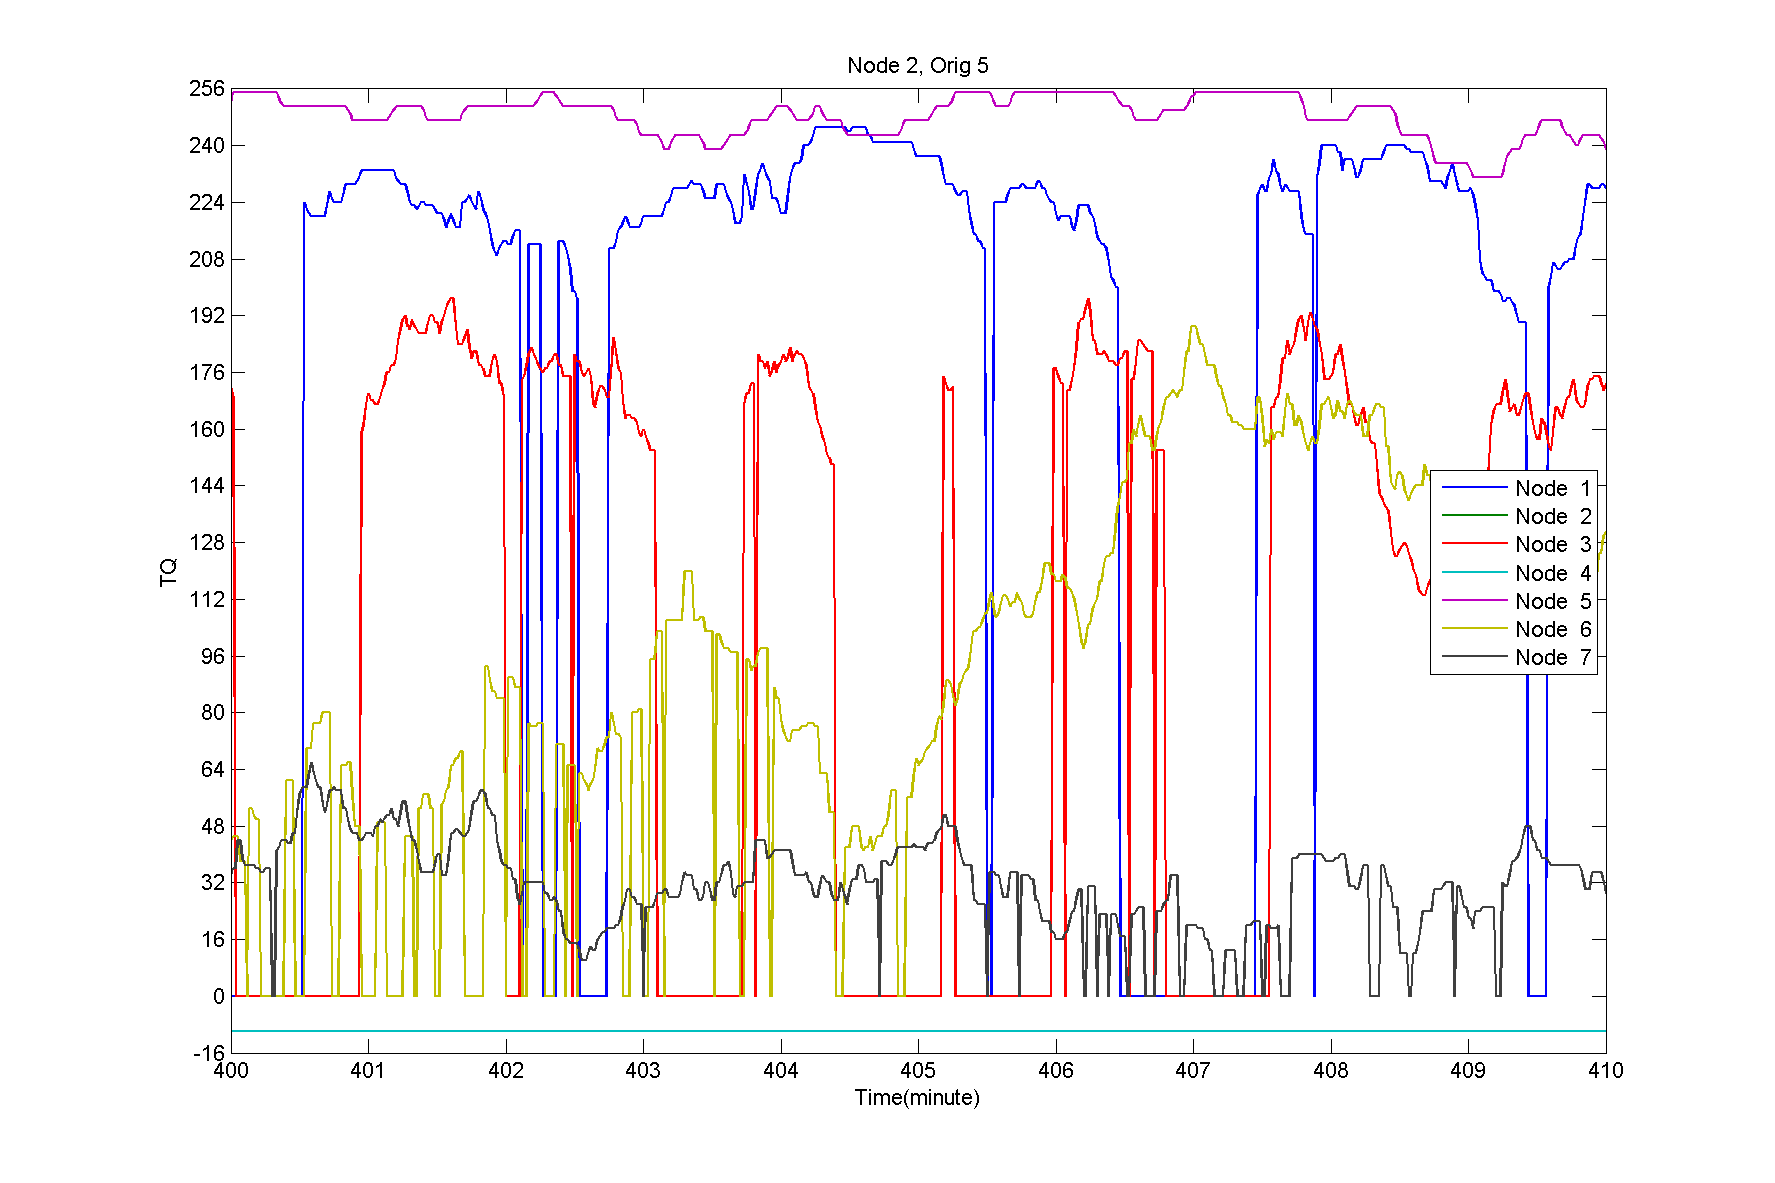 Node 2, Orig 5
256
240
224
208
192
176
160
144
128
112
96
80
64
48
32
16
0
-16
TQ
Node 1
Node 2
Node 3
Node 4
Node 5
Node 6
Node 7
400 401 402 403 404 405 406 407 408 409 410
Time(minute)